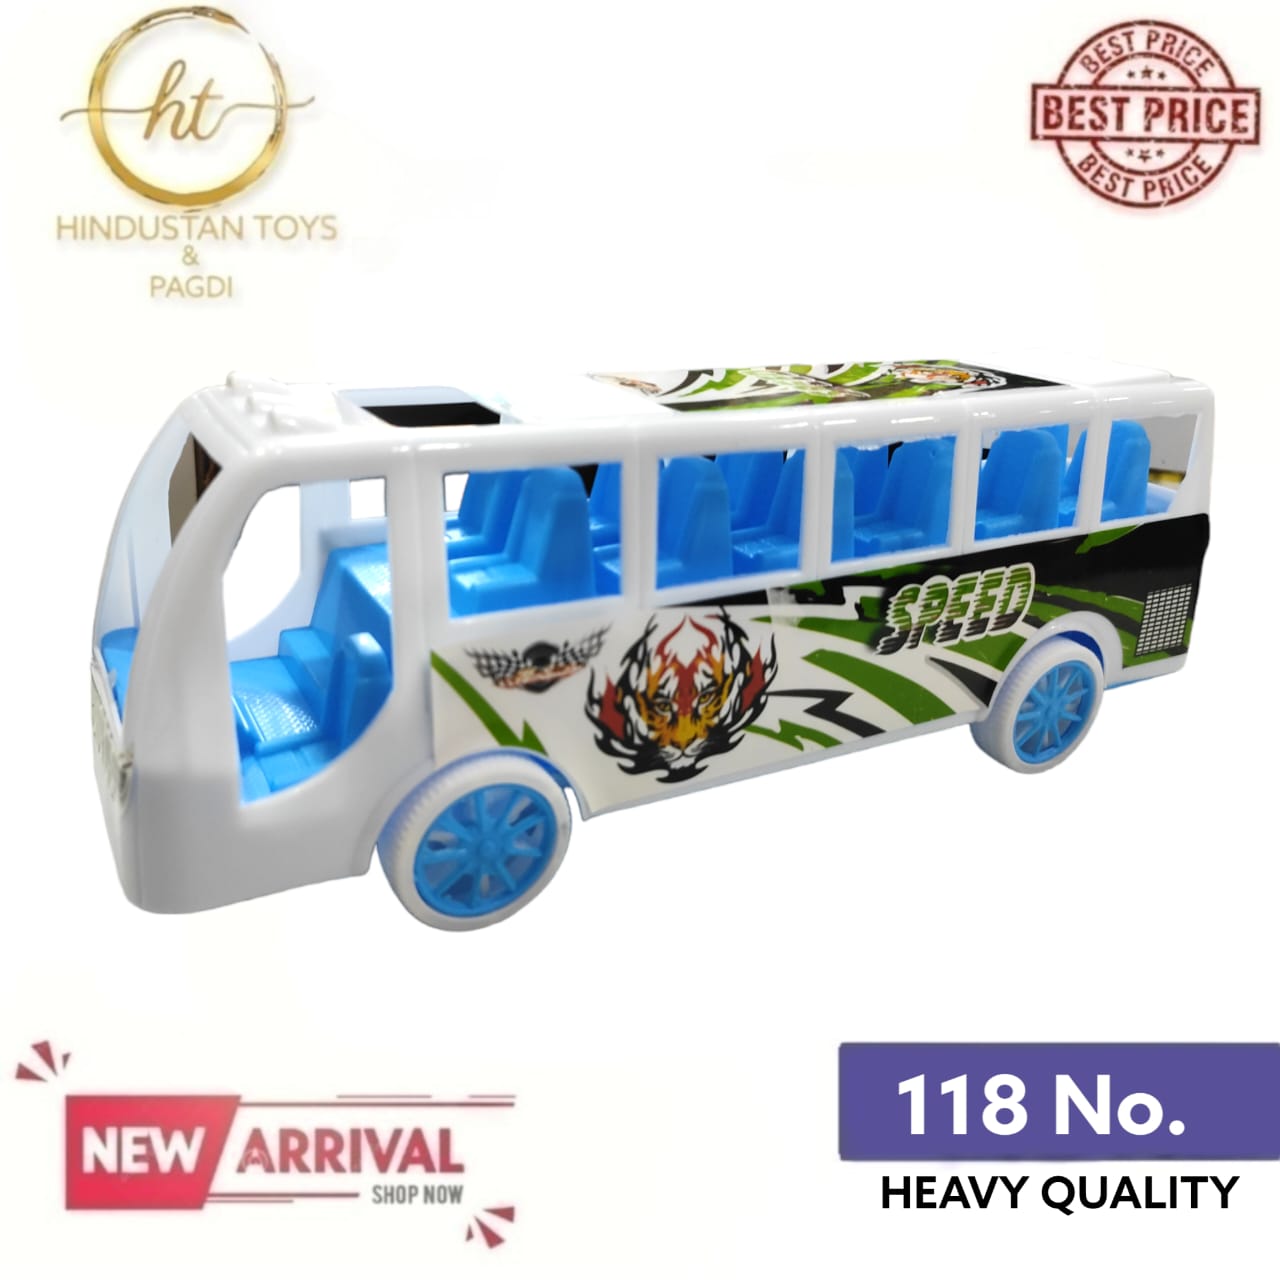 ht
HINDUSTAN TOYS
&
PAGDI
BEST PRICE
BEST PRICE
BEST PRICE
SPEED
NEW ARRIVAL
SHOP NOW
118 No.
HEAVY QUALITY